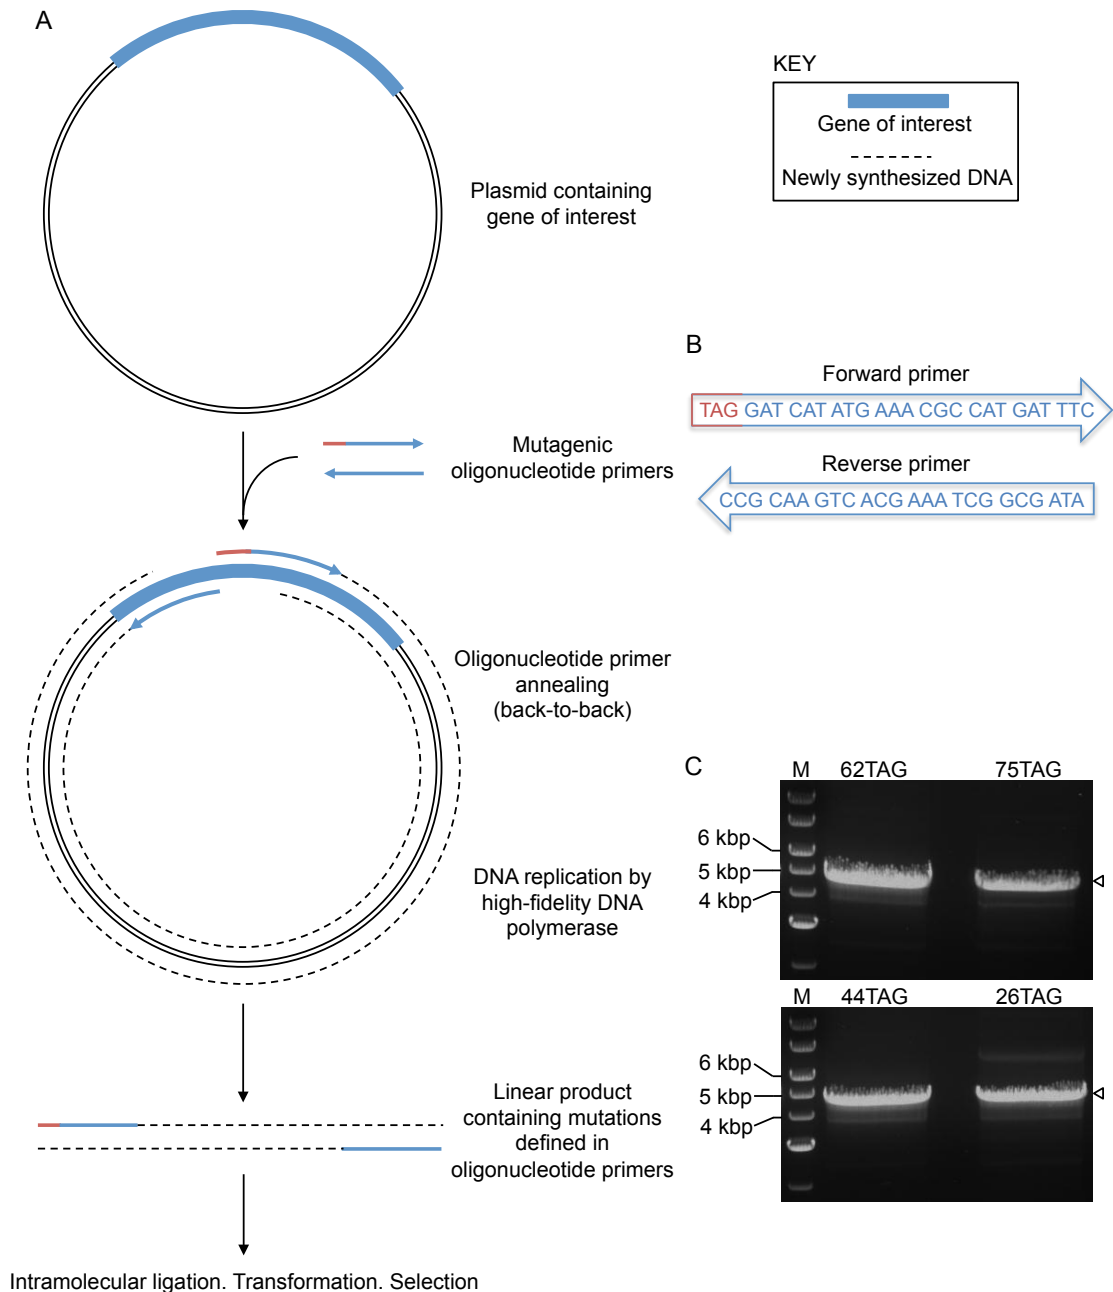 A
KEY
Gene of interest
Newly synthesized DNA
Plasmid containing
gene of interest
Mutagenic
oligonucleotide primers
B
Forward primer
TAG GAT CAT ATG AAA CGC CAT GAT TTC
Reverse primer
CCG CAA GTC ACG AAA TCG GCG ATA
Oligonucleotide primer
annealing
(back-to-back)
DNA replication by
high-fidelity DNA
polymerase
Linear product
containing mutations
defined in
oligonucleotide primers
Intramolecular ligation. Transformation. Selection
C
M 62TAG 75TAG
6 kbp
5 kbp
4 kbp
M 44TAG 26TAG
6 kbp
5 kbp
4 kbp